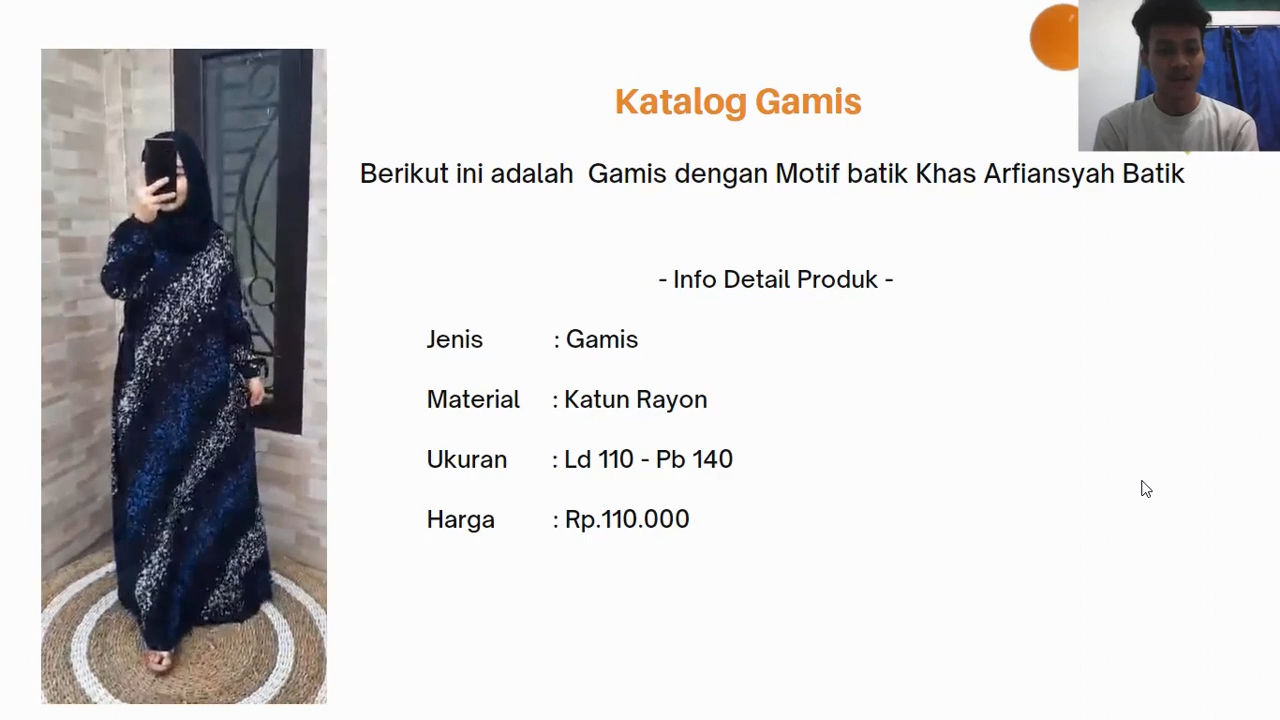 Katalog Gamis
Berikut ini adalah Gamis dengan Motif batik Khas Arfiansyah Batik
- Info Detail Produk -
Jenis : Gamis
Material : Katun Rayon
Ukuran : Ld 110 - Pb 140
Harga : Rp.110.000